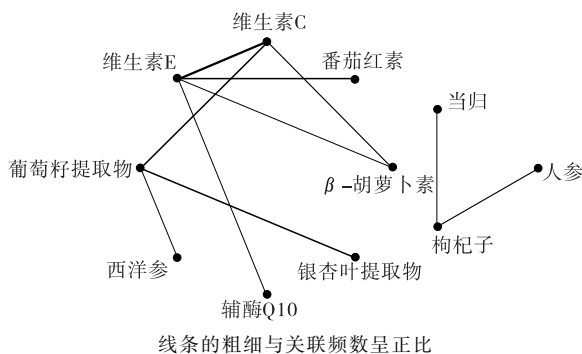 维生素C
维生素E
番茄红素
当归
葡萄籽提取物
β-胡萝卜素
人参
枸杞子
西洋参
银杏叶提取物
辅酶Q10
线条的粗细与关联频数呈正比